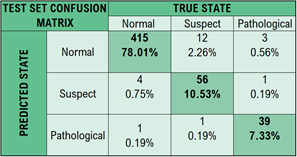 TEST SET CONFUSION MATRIX
TRUE STATE
Normal Suspect Pathological
PREDICTED STATE
Normal 415 12 3
78.01% 2.26% 0.56%
Suspect 4 56 1
0.75% 10.53% 0.19%
Pathological 1 1 39
0.19% 0.19% 7.33%